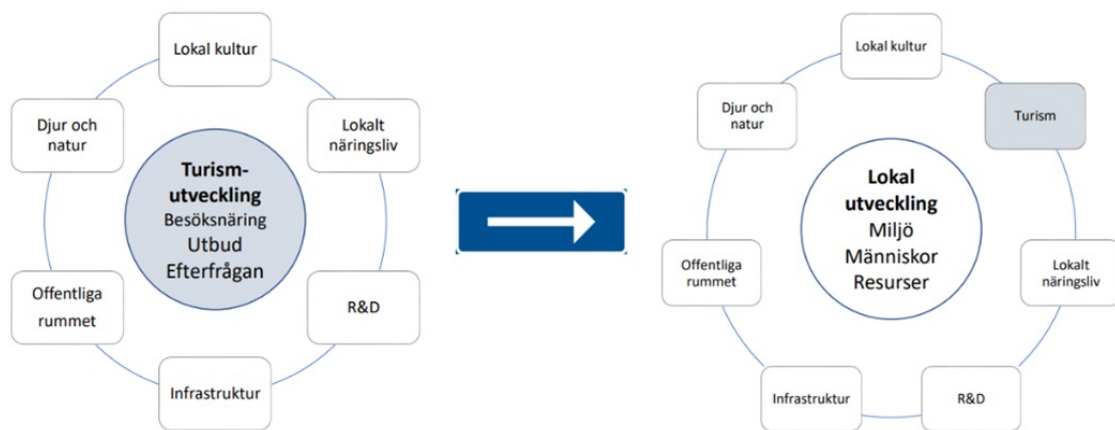 Lokal kultur
Djur och
natur
Lokalt
näringsliv
Turism-
utveckling
Besöksnäring
Utbud
Efterfrågan
Offentliga
rummet
R&D
Infrastruktur
Lokal kultur
Djur och
natur
Turism
Lokal
utveckling
Miljö
Människor
Resurser
Offentliga
rummet
Lokalt
näringsliv
Infrastruktur
R&D